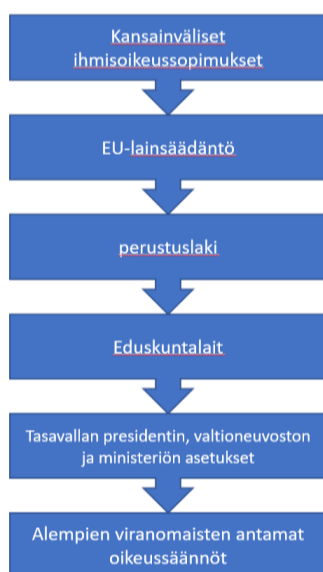 Kansainväliset
ihmisoikeussopimukset
EU-lainsäädäntö
perustuslaki
Eduskuntalait
Tasavallan presidentin, valtioneuvoston
ja ministeriön asetukset
Alempien viranomaisten antamat
oikeussäännöt